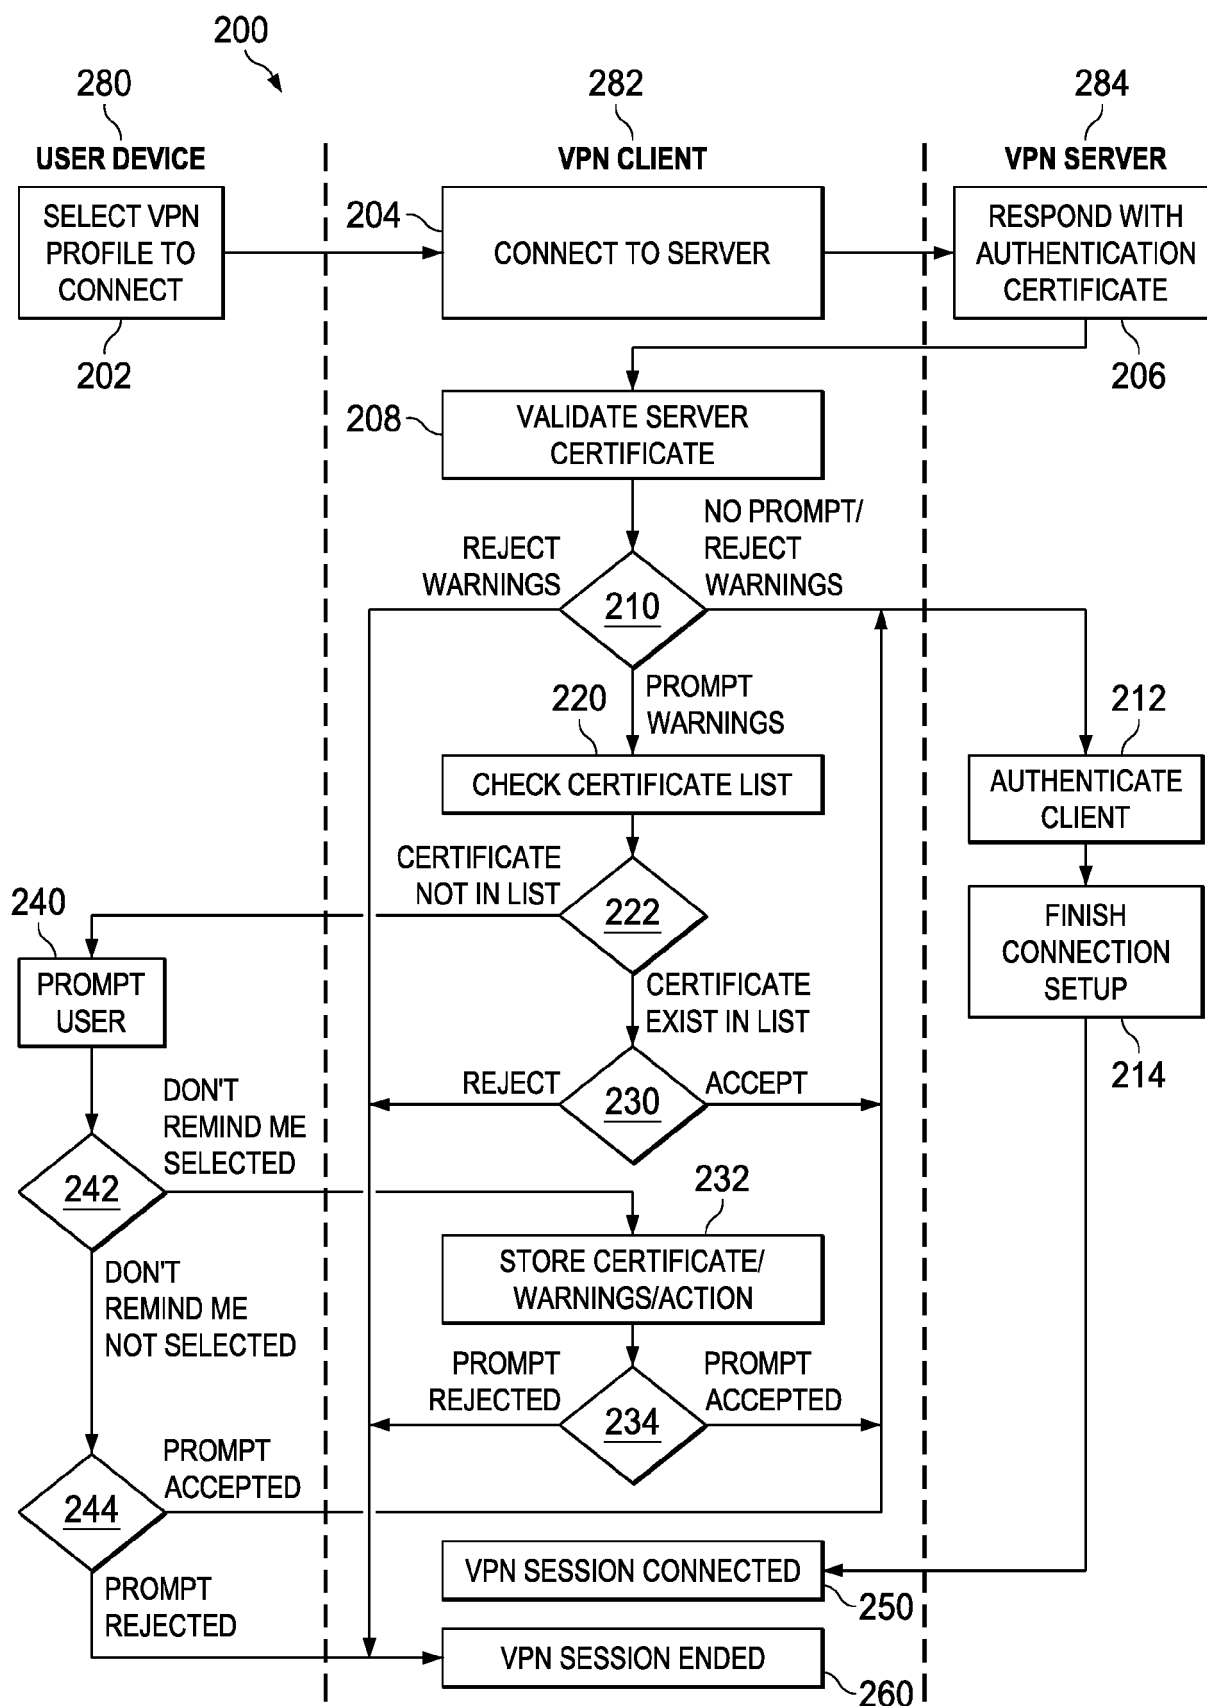 200
280
282
284
USER DEVICE
VPN CLIENT
VPN SERVER
SELECT VPN
PROFILE TO
CONNECT
202
204
CONNECT TO SERVER
RESPOND WITH
AUTHENTICATION
CERTIFICATE
206
208
VALIDATE SERVER
CERTIFICATE
REJECT
WARNINGS
NO PROMPT/
REJECT
WARNINGS
210
PROMPT
WARNINGS
220
CHECK CERTIFICATE LIST
212
AUTHENTICATE
CLIENT
CERTIFICATE
NOT IN LIST
222
240
PROMPT
USER
FINISH
CONNECTION
SETUP
214
CERTIFICATE
EXIST IN LIST
REJECT
230
ACCEPT
DON'T
REMIND ME
SELECTED
242
232
STORE CERTIFICATE/
WARNINGS/ACTION
DON'T
REMIND ME
NOT SELECTED
PROMPT
REJECTED
234
PROMPT
ACCEPTED
PROMPT
ACCEPTED
244
PROMPT
REJECTED
VPN SESSION CONNECTED
250
VPN SESSION ENDED
260